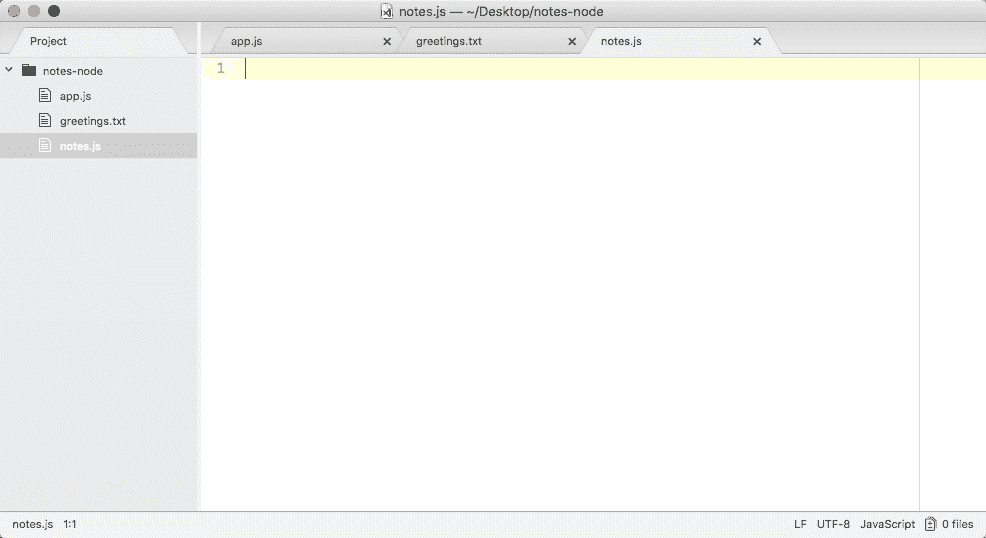 notes.js — ~/Desktop/notes-node
Project
app.js
greetings.txt
notes.js
notes-node
app.js
greetings.txt
notes.js
1
notes.js 1:1
LF UTF-8 JavaScript 0 files